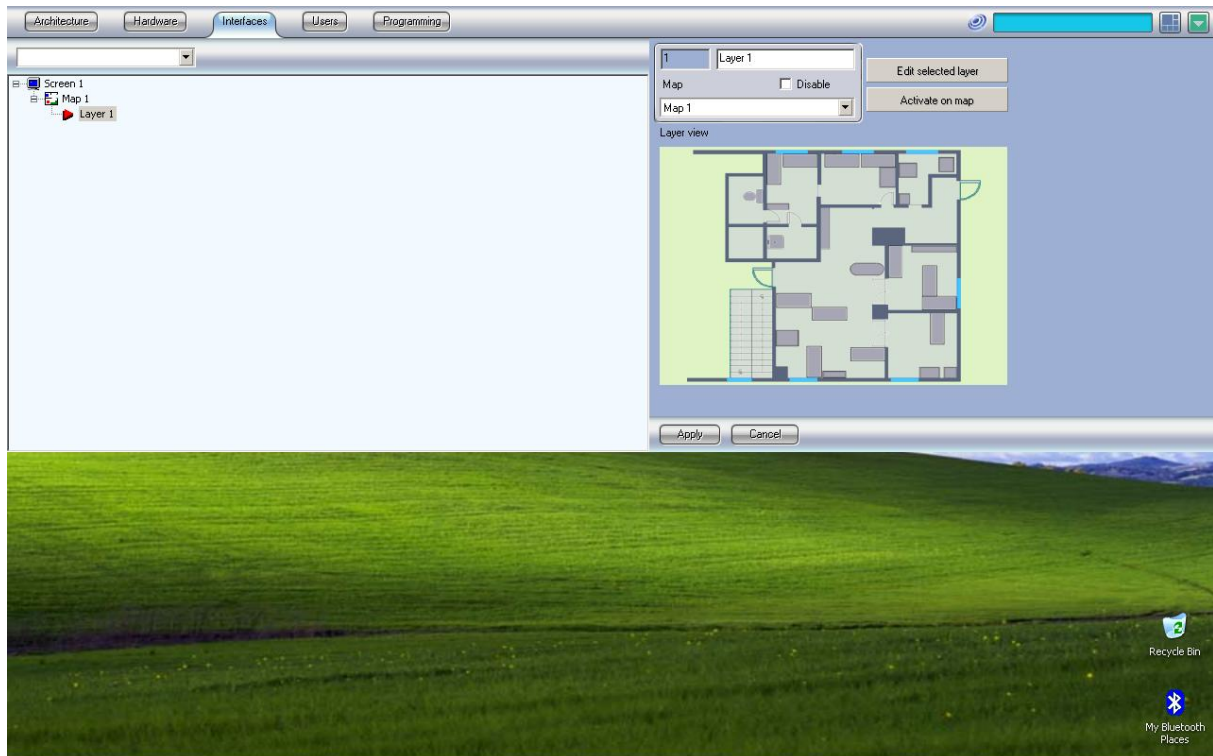 Architecture Hardware Interfaces Users Programming
Screen 1
Map 1
Layer 1
1 Layer 1
Edit selected layer
Map Disable
Activate on map
Map 1
Layer view
Apply Cancel
Recycle Bin
My Bluetooth
Places